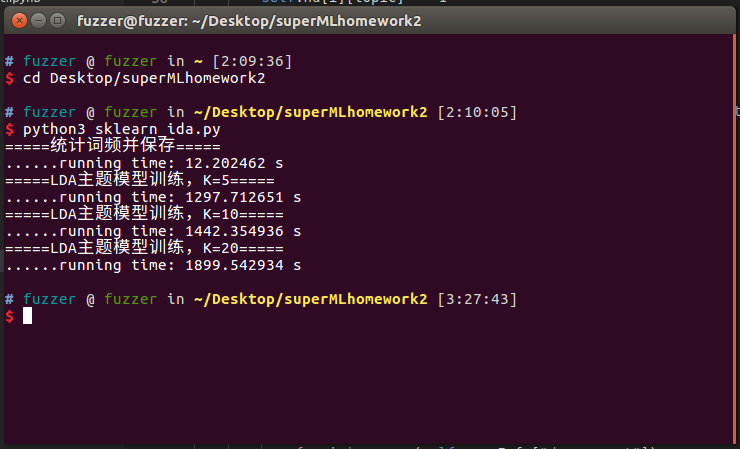 fuzzer@fuzzer: ~/Desktop/superMLhomework2
# fuzzer @ fuzzer in ~ [2:09:36]
$ cd Desktop/superMLhomework2
# fuzzer @ fuzzer in ~/Desktop/superMLhomework2 [2:10:05]
$ python3 sklearn_ida.py
=====统计词频并保存=====
......running time: 12.202462 s
=====LDA主题模型训练，K=5=====
......running time: 1297.712651 s
=====LDA主题模型训练，K=10=====
......running time: 1442.354936 s
=====LDA主题模型训练，K=20=====
......running time: 1899.542934 s
# fuzzer @ fuzzer in ~/Desktop/superMLhomework2 [3:27:43]
$